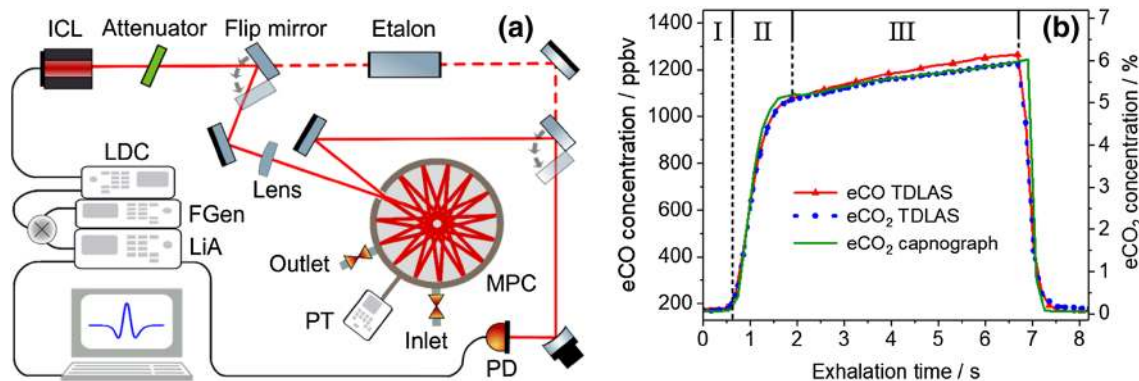 (a)
ICL
Attenuator
Flip mirror
Etalon
LDC
Lens
FGen
LiA
Outlet
MPC
PT
Inlet
PD
(b)
I
II
III
eCO concentration / ppbv
1400
1200
1000
800
600
400
200
eCO TDLAS
eCO₂ TDLAS
eCO₂ capnograph
7
6
5
4
3
2
1
0
eCO₂ concentration / %
0 1 2 3 4 5 6 7 8
Exhalation time / s